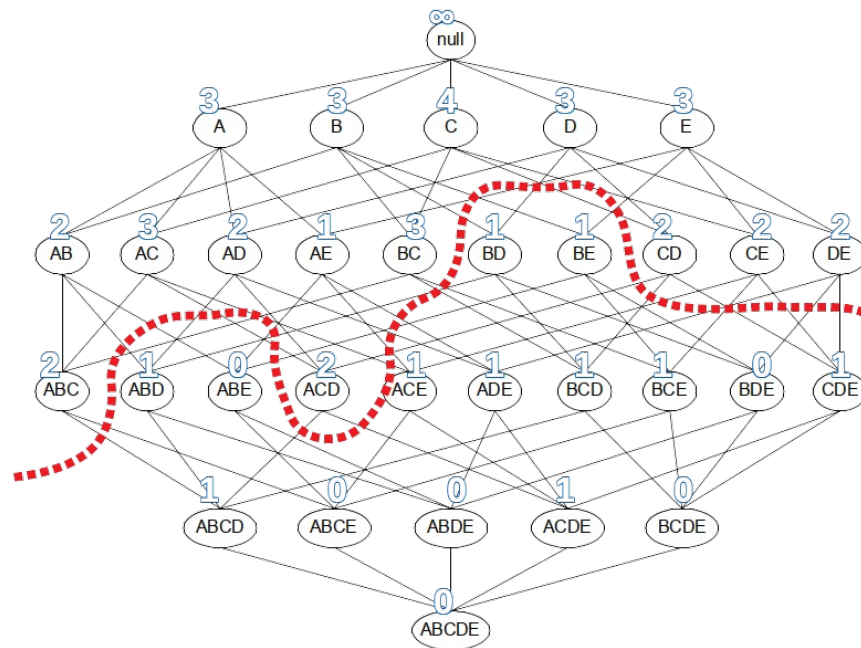 ∞
null
3 3 4 3 3
A B C D E
2 3 2 1 3 1 1 2 2 2
AB AC AD AE BC BD BE CD CE DE
2 1 0 2 1 1 1 1 0 1
ABC ABD ABE ACD ACE ADE BCD BCE BDE CDE
1 0 0 1 0
ABCD ABCE ABDE ACDE BCDE
0
ABCDE